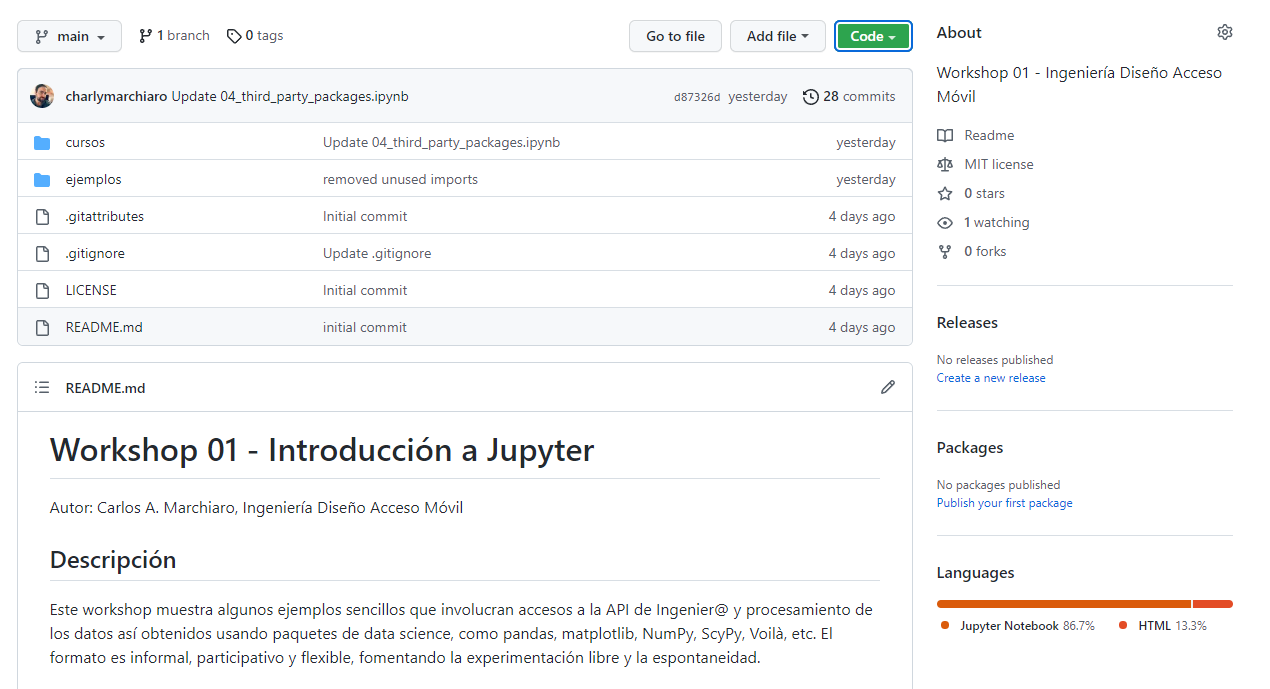 main
1 branch
0 tags
Go to file
Add file
Code
charlymarchiaro Update 04_third_party_packages.ipynb
d87326d yesterday
28 commits
cursos
Update 04_third_party_packages.ipynb
yesterday
ejemplos
removed unused imports
yesterday
.gitattributes
Initial commit
4 days ago
.gitignore
Update .gitignore
4 days ago
LICENSE
Initial commit
4 days ago
README.md
initial commit
4 days ago
README.md
Workshop 01 - Introducción a Jupyter
Autor: Carlos A. Marchiaro, Ingeniería Diseño Acceso Móvil
Descripción
Este workshop muestra algunos ejemplos sencillos que involucran accesos a la API de Ingenier@ y procesamiento de
los datos así obtenidos usando paquetes de data science, como pandas, matplotlib, NumPy, ScyPy, Voilà, etc. El
formato es informal, participativo y flexible, fomentando la experimentación libre y la espontaneidad.
About
Workshop 01 - Ingeniería Diseño Acceso
Móvil
Readme
MIT license
0 stars
1 watching
0 forks
Releases
No releases published
Create a new release
Packages
No packages published
Publish your first package
Languages
Jupyter Notebook 86.7%
HTML 13.3%